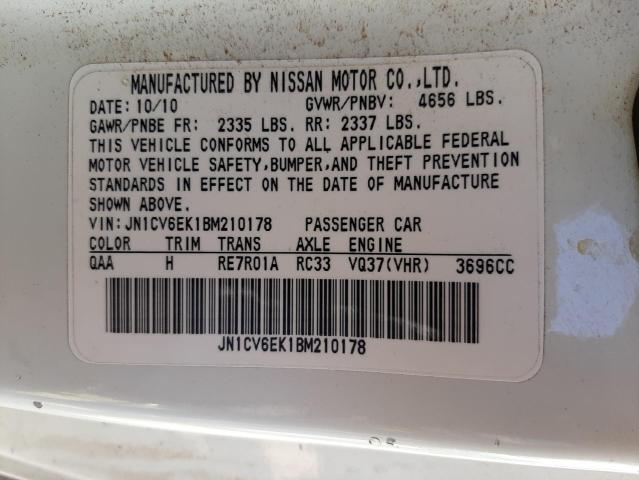 MANUFACTURED BY NISSAN MOTOR CO.,LTD.
DATE: 10/10 GVWR/PNBV: 4656 LBS.
GAWR/PNBE FR: 2335 LBS. RR: 2337 LBS.
THIS VEHICLE CONFORMS TO ALL APPLICABLE FEDERAL
MOTOR VEHICLE SAFETY,BUMPER,AND THEFT PREVENTION
STANDARDS IN EFFECT ON THE DATE OF MANUFACTURE
SHOWN ABOVE.
VIN:JN1CV6EK1BM210178 PASSENGER CAR
COLOR TRIM TRANS AXLE ENGINE
QAA H RE7R01A RC33 VQ37(VHR) 3696CC
JN1CV6EK1BM210178